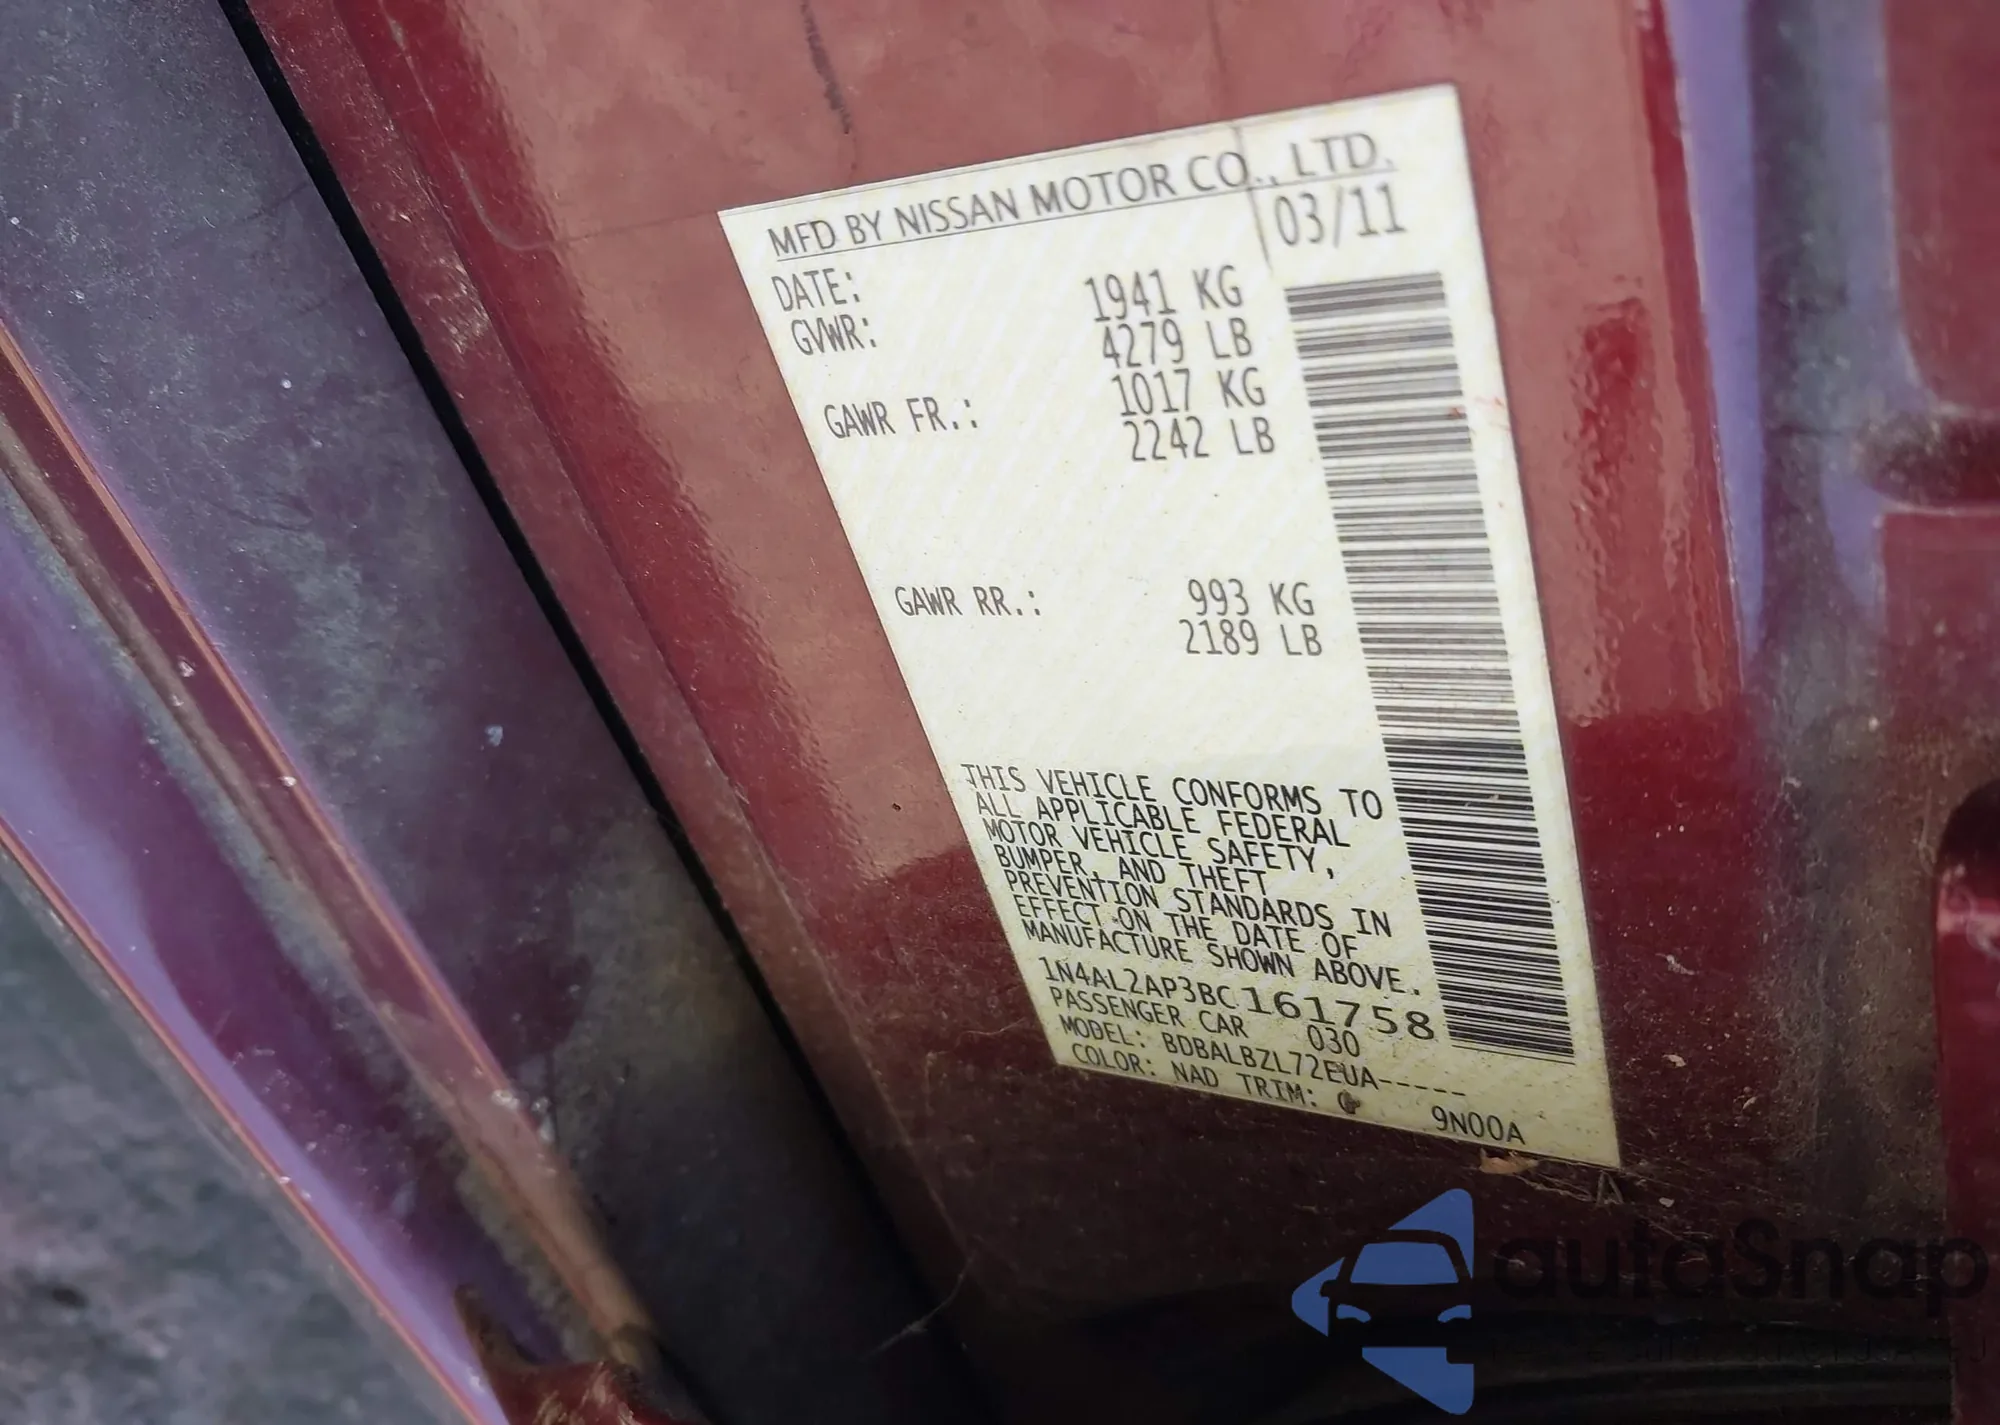 MFD BY NISSAN MOTOR CO., LTD.
DATE: 03/11
GVWR: 1941 KG
4279 LB
GAWR FR.: 1017 KG
2242 LB
GAWR RR.: 993 KG
2189 LB
THIS VEHICLE CONFORMS TO
ALL APPLICABLE FEDERAL
MOTOR VEHICLE SAFETY,
BUMPER, AND THEFT
PREVENTION STANDARDS IN
EFFECT ON THE DATE OF
MANUFACTURE SHOWN ABOVE.
1N4AL2AP3BC161758
PASSENGER CAR 030
MODEL: BDBALBZL72EUA-----
COLOR: NAD TRIM: G
9N00A
autoSnap